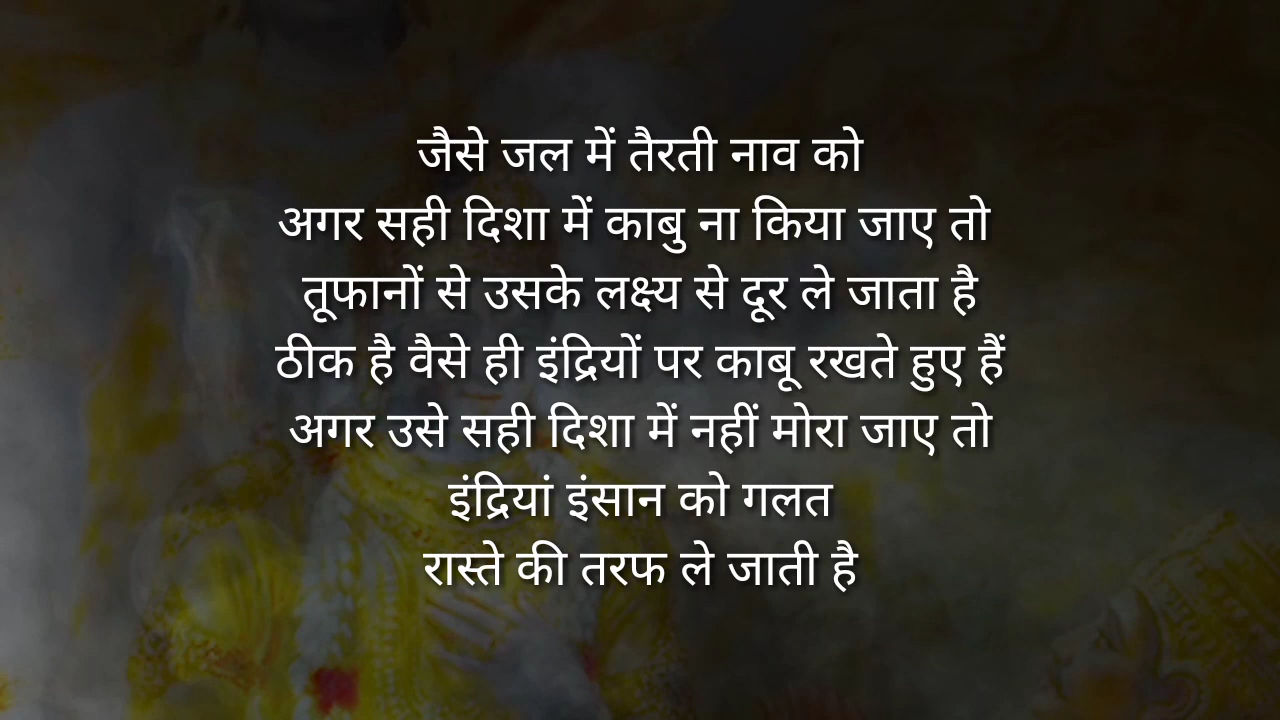 जैसे जल में तैरती नाव को
अगर सही दिशा में काबु ना किया जाए तो
तूफानों से उसके लक्ष्य से दूर ले जाता है
ठीक है वैसे ही इंद्रियों पर काबू रखते हुए हैं
अगर उसे सही दिशा में नहीं मोरा जाए तो
इंद्रियां इंसान को गलत
रास्ते की तरफ ले जाती है